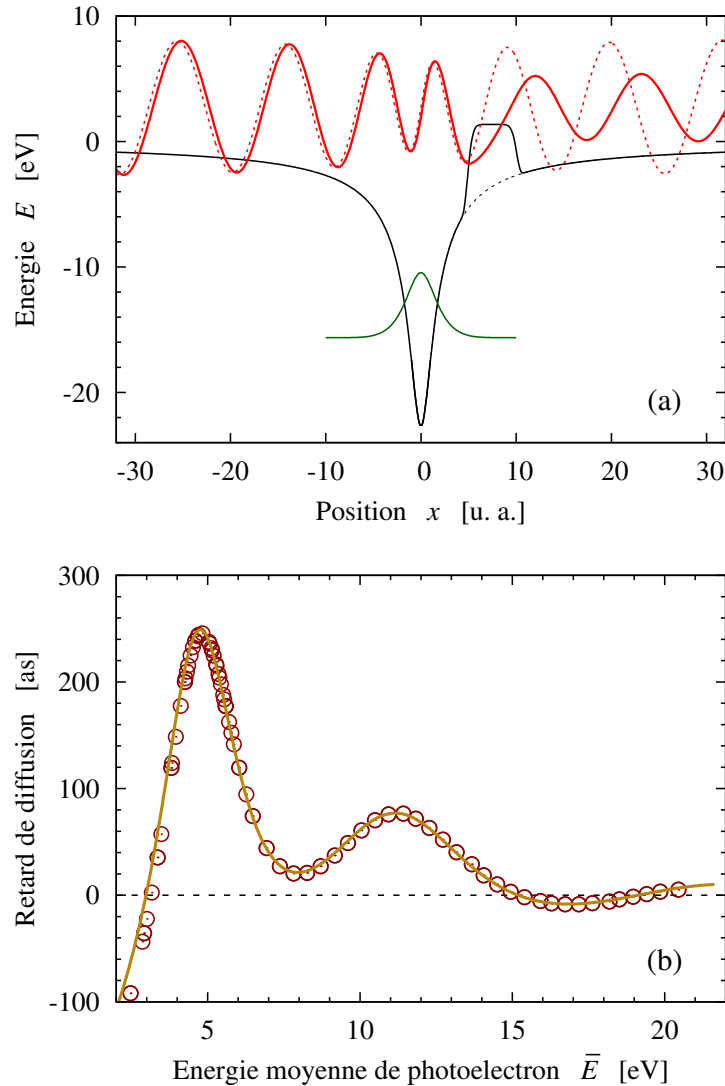 10
0
-10
-20
Energie E [eV]
(a)
-30 -20 -10 0 10 20 30
Position x [u. a.]
300
200
100
0
-100
Retard de diffusion [as]
(b)
5 10 15 20
Energie moyenne de photoelectron E̅ [eV]